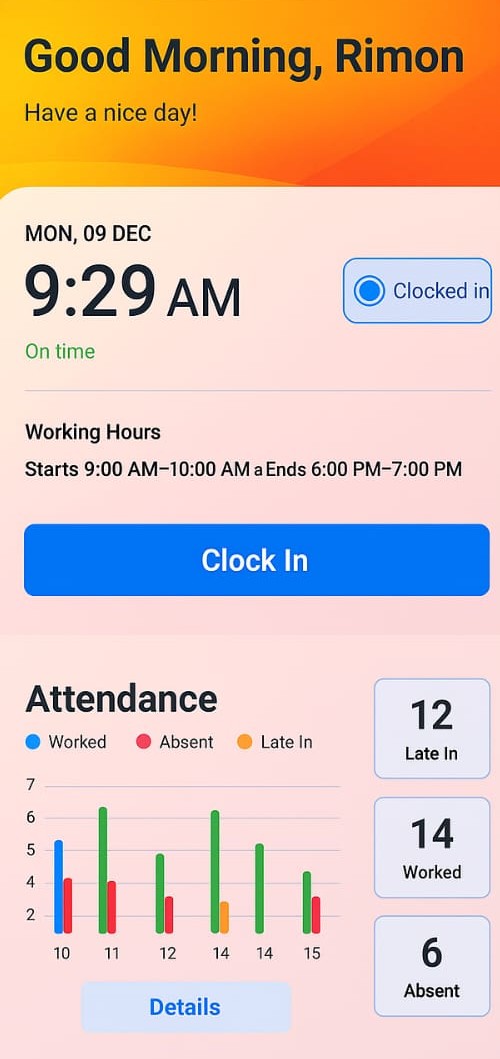 Good Morning, Rimon
Have a nice day!
MON, 09 DEC
9:29 AM
Clocked in
On time
Working Hours
Starts 9:00 AM–10:00 AM a Ends 6:00 PM–7:00 PM
Clock In
Attendance
Worked Absent Late In
7
6
5
4
2
10 11 12 14 14 15
Details
12
Late In
14
Worked
6
Absent